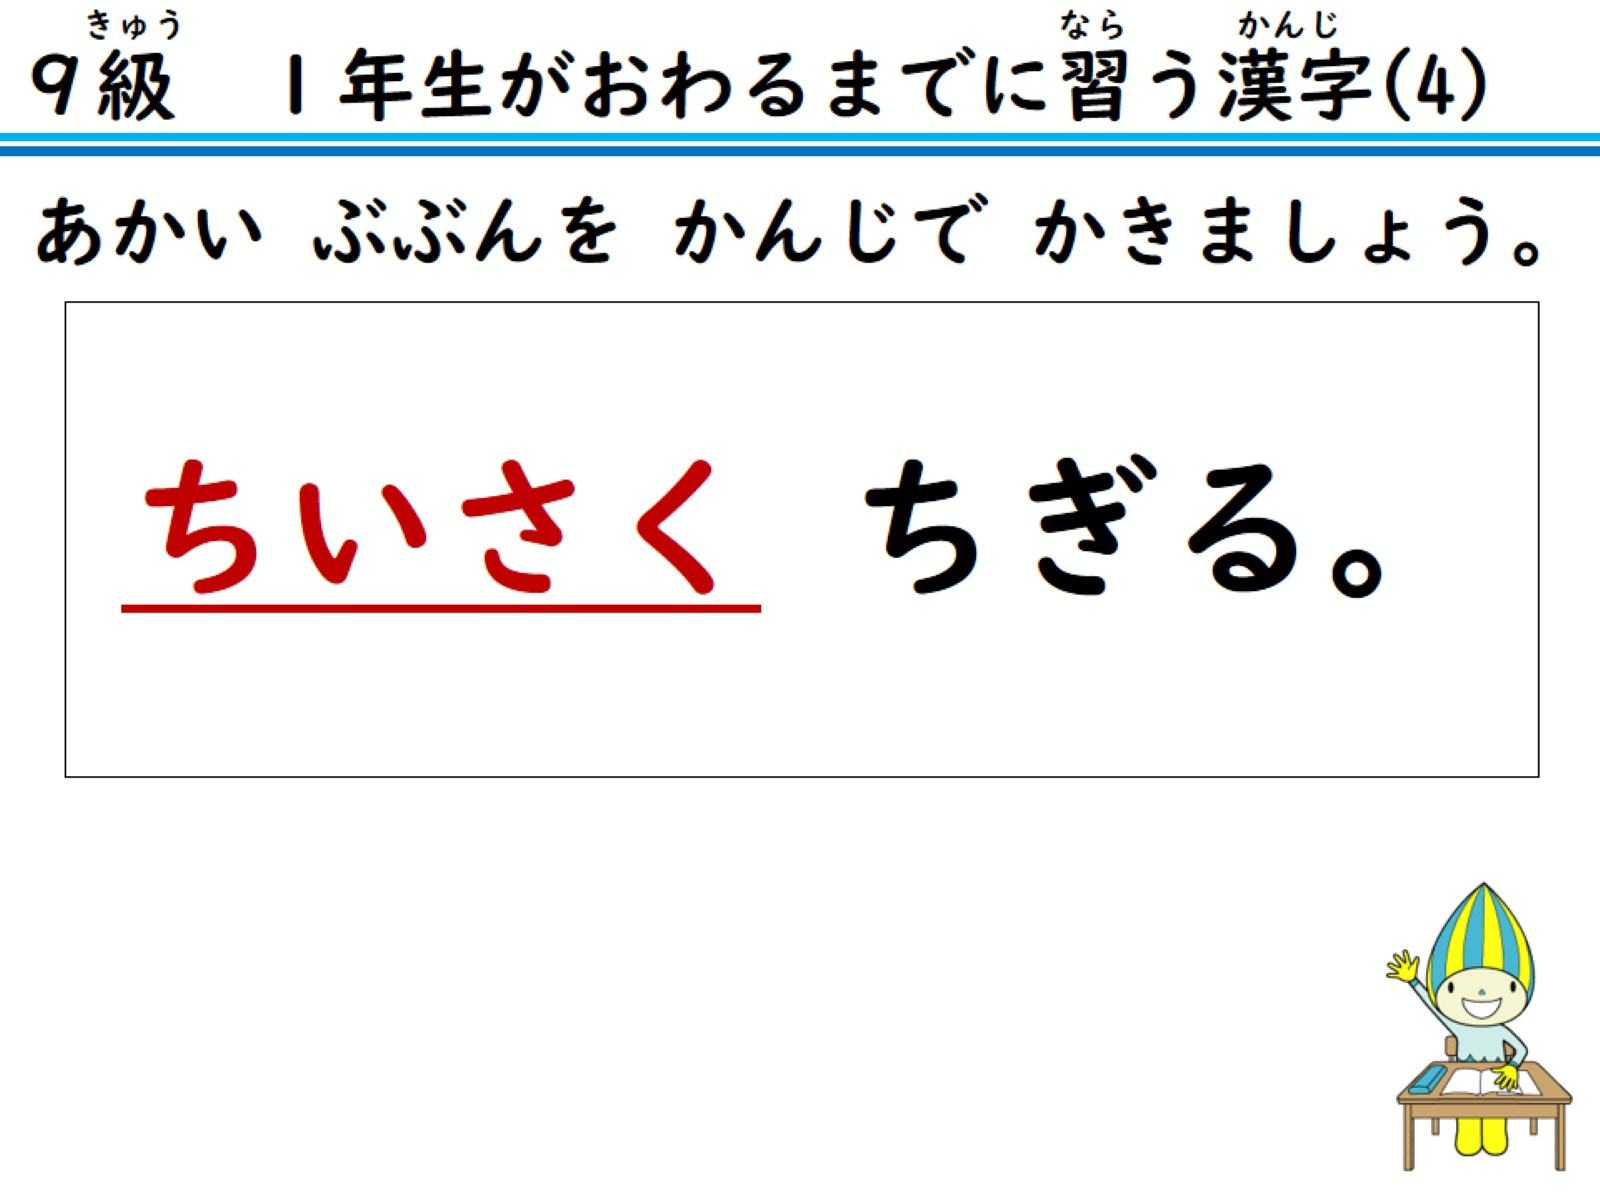 きゅう なら かんじ
9級 1年生がおわるまでに習う漢字(4)
あかい ぶぶんを かんじで かきましょう。
ちいさく ちぎる。